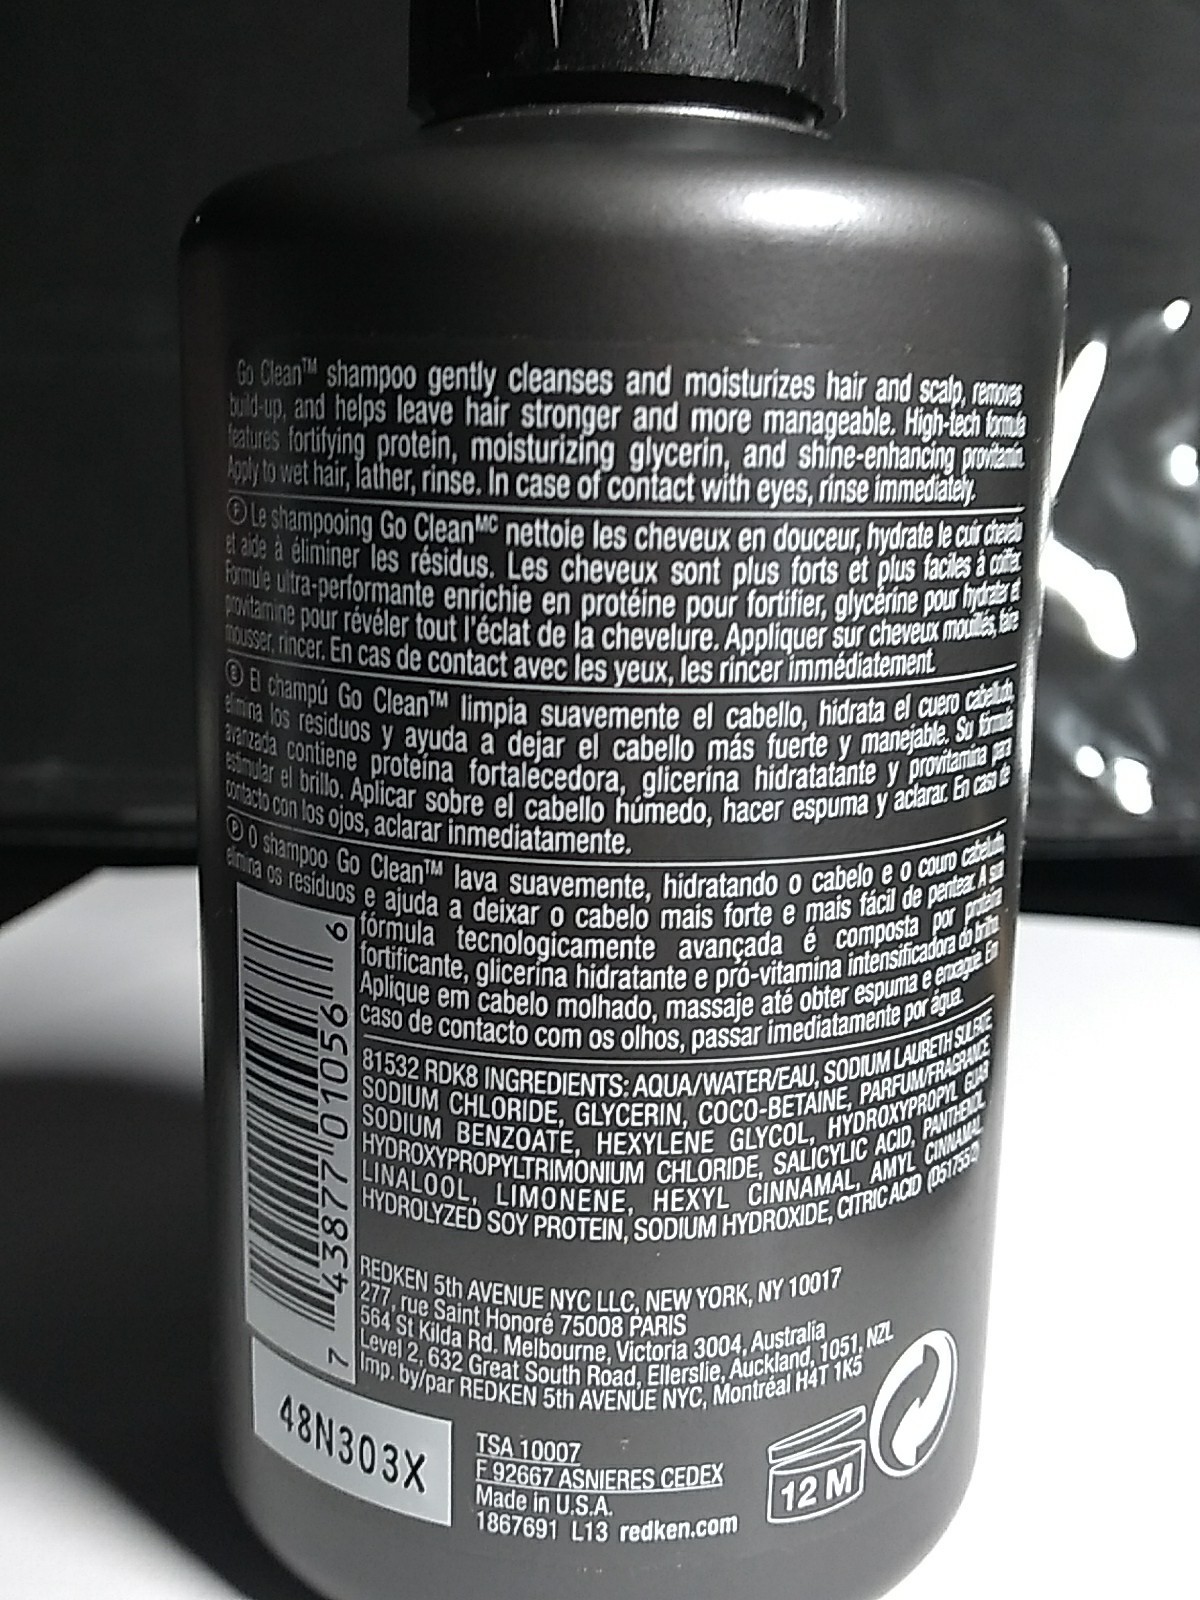 Go Clean™ shampoo gently cleanses and moisturizes hair and scalp, removes
build-up, and helps leave hair stronger and more manageable. High-tech formula
features fortifying protein, moisturizing glycerin, and shine-enhancing provitamin.
Apply to wet hair, lather, rinse. In case of contact with eyes, rinse immediately.
Ⓕ Le shampooing Go Cleanᴹᶜ nettoie les cheveux en douceur, hydrate le cuir chevelu
et aide à éliminer les résidus. Les cheveux sont plus forts et plus faciles à coiffer.
Formule ultra-performante enrichie en protéine pour fortifier, glycérine pour hydrater et
provitamine pour révéler tout l'éclat de la chevelure. Appliquer sur cheveux mouillés, faire
mousser, rincer. En cas de contact avec les yeux, les rincer immédiatement.
Ⓔ El champú Go Clean™ limpia suavemente el cabello, hidrata el cuero cabelludo,
elimina los residuos y ayuda a dejar el cabello más fuerte y manejable. Su fórmula
avanzada contiene proteína fortalecedora, glicerina hidratatante y provitamina para
estimular el brillo. Aplicar sobre el cabello húmedo, hacer espuma y aclarar. En caso de
contacto con los ojos, aclarar inmediatamente.
Ⓟ O shampoo Go Clean™ lava suavemente, hidratando o cabelo e o couro cabeludo,
elimina os resíduos e ajuda a deixar o cabelo mais forte e mais fácil de pentear. A sua
fórmula tecnologicamente avançada é composta por proteína
fortificante, glicerina hidratante e pró-vitamina intensificadora do brilho.
Aplique em cabelo molhado, massaje até obter espuma e enxagúe. Em
caso de contacto com os olhos, passar imediatamente por água.
81532 RDK8 INGREDIENTS: AQUA/WATER/EAU, SODIUM LAURETH SULFATE,
SODIUM CHLORIDE, GLYCERIN, COCO-BETAINE, PARFUM/FRAGRANCE,
SODIUM BENZOATE, HEXYLENE GLYCOL, HYDROXYPROPYL GUAR
HYDROXYPROPYLTRIMONIUM CHLORIDE, SALICYLIC ACID, PANTHENOL,
LINALOOL, LIMONENE, HEXYL CINNAMAL, AMYL CINNAMAL,
HYDROLYZED SOY PROTEIN, SODIUM HYDROXIDE, CITRIC ACID (D51755/2)
7 43877 01056 6
REDKEN 5th AVENUE NYC LLC, NEW YORK, NY 10017
277, rue Saint Honoré 75008 PARIS
564 St Kilda Rd. Melbourne, Victoria 3004, Australia
Level 2, 632 Great South Road, Ellerslie, Auckland, 1051, NZL
Imp. by/par REDKEN 5th AVENUE NYC, Montréal H4T 1K5
48N303X
TSA 10007
F 92667 ASNIERES CEDEX
Made in U.S.A.
1867691 L13 redken.com
12 M